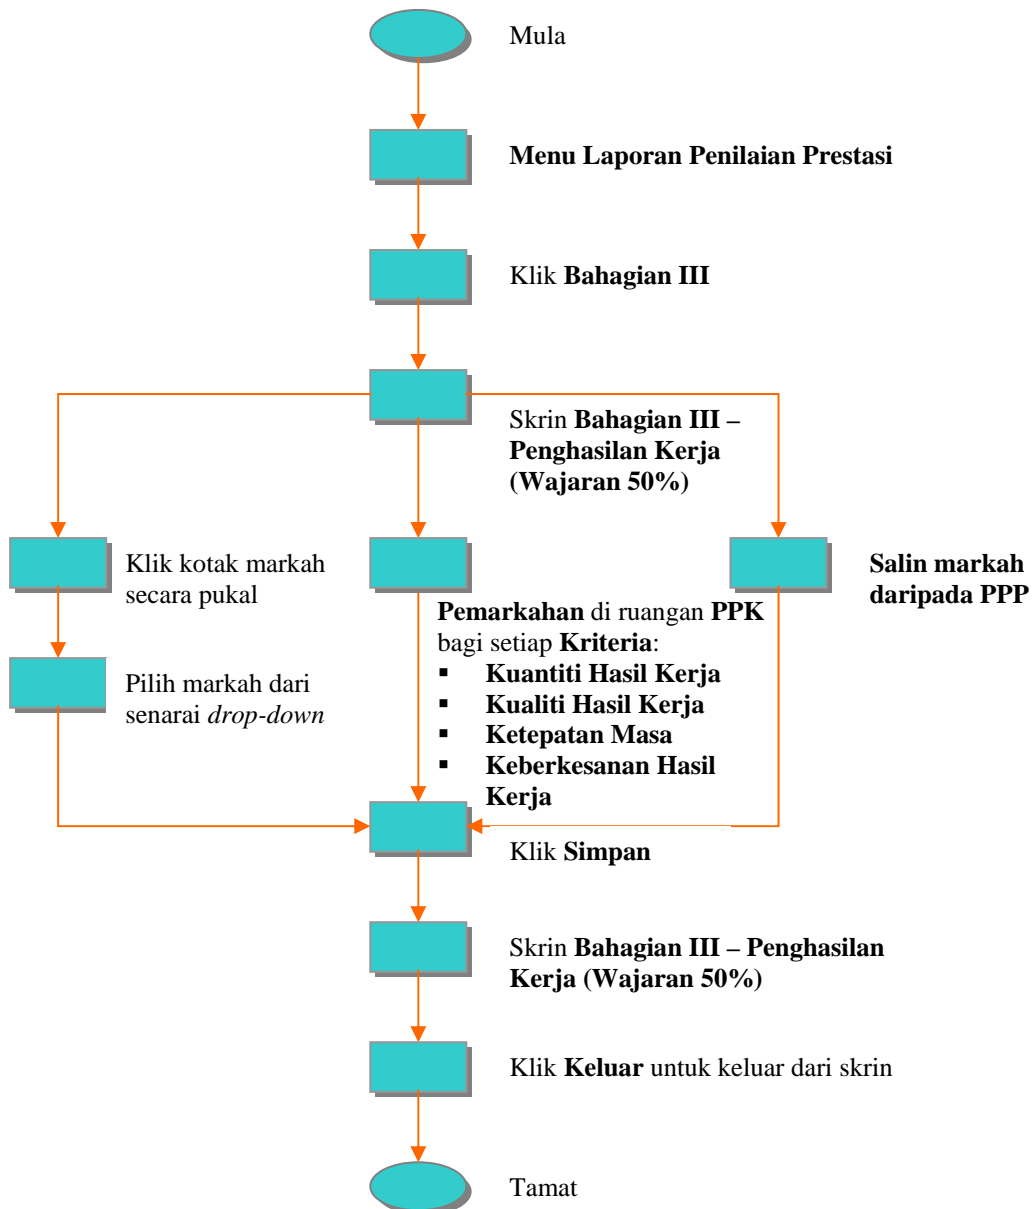 Mula
Menu Laporan Penilaian Prestasi
Klik Bahagian III
Skrin Bahagian III –
Penghasilan Kerja
(Wajaran 50%)
Klik kotak markah
secara pukal
Pilih markah dari
senarai drop-down
Pemarkahan di ruangan PPK
bagi setiap Kriteria:
▪ Kuantiti Hasil Kerja
▪ Kualiti Hasil Kerja
▪ Ketepatan Masa
▪ Keberkesanan Hasil
Kerja
Salin markah
daripada PPP
Klik Simpan
Skrin Bahagian III – Penghasilan
Kerja (Wajaran 50%)
Klik Keluar untuk keluar dari skrin
Tamat